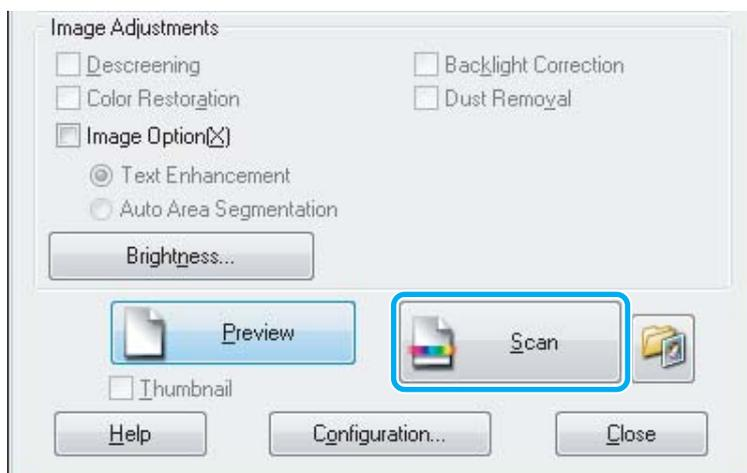 Image Adjustments
Descreening
Backlight Correction
Color Restoration
Dust Removal
Image Option(X)
Text Enhancement
Auto Area Segmentation
Brightness...
Preview
Scan
Thumbnail
Help
Configuration...
Close